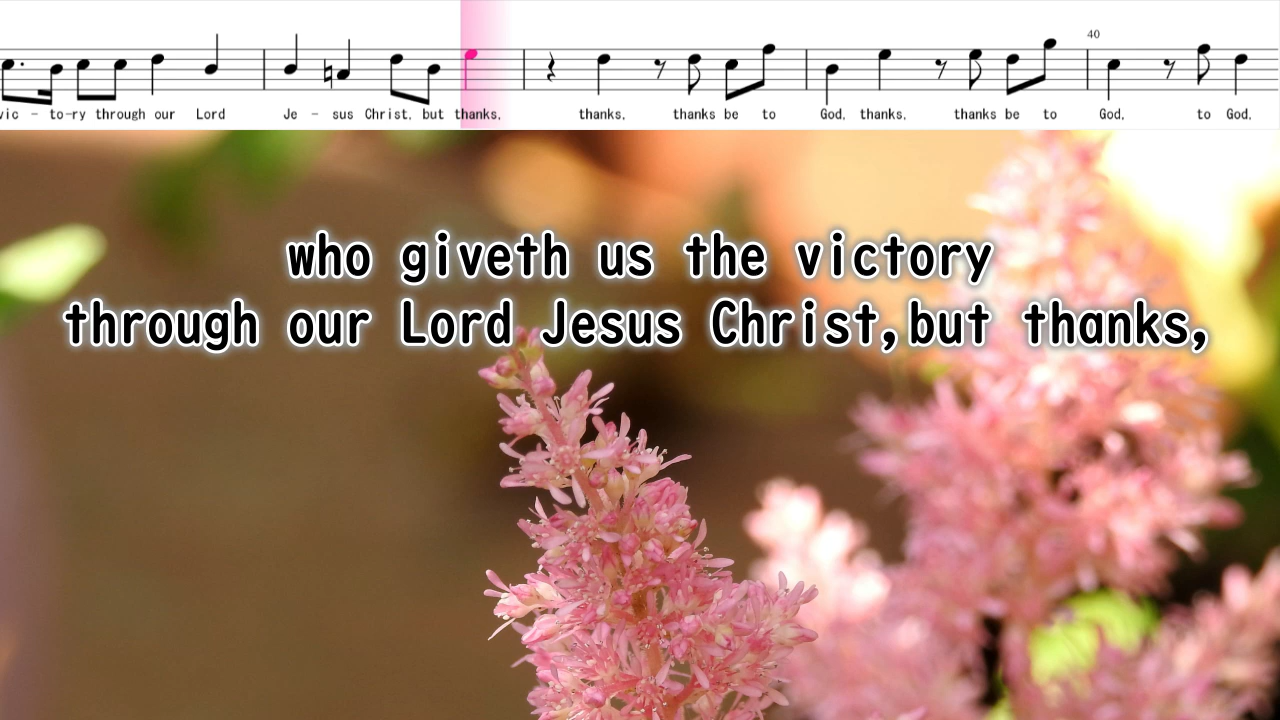 40
vic - to-ry through our Lord Je - sus Christ, but thanks, thanks, thanks be to God, thanks, thanks be to God, to God,
who giveth us the victory
through our Lord Jesus Christ,but thanks,